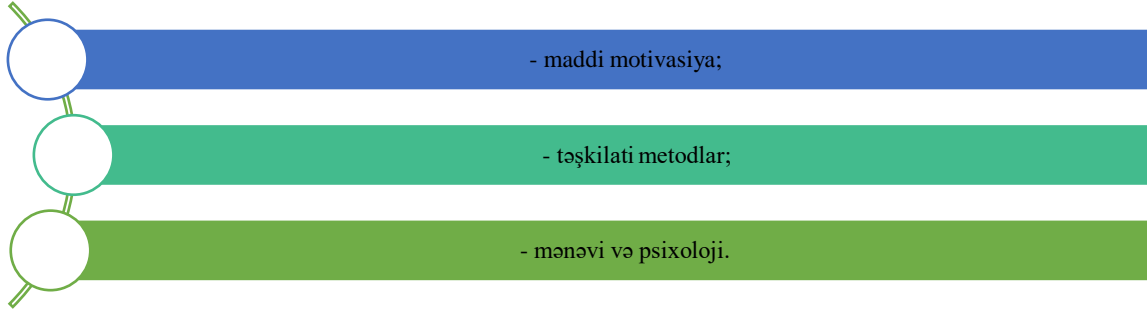 - maddi motivasiya;
- təşkilati metodlar;
- mənəvi və psixoloji.